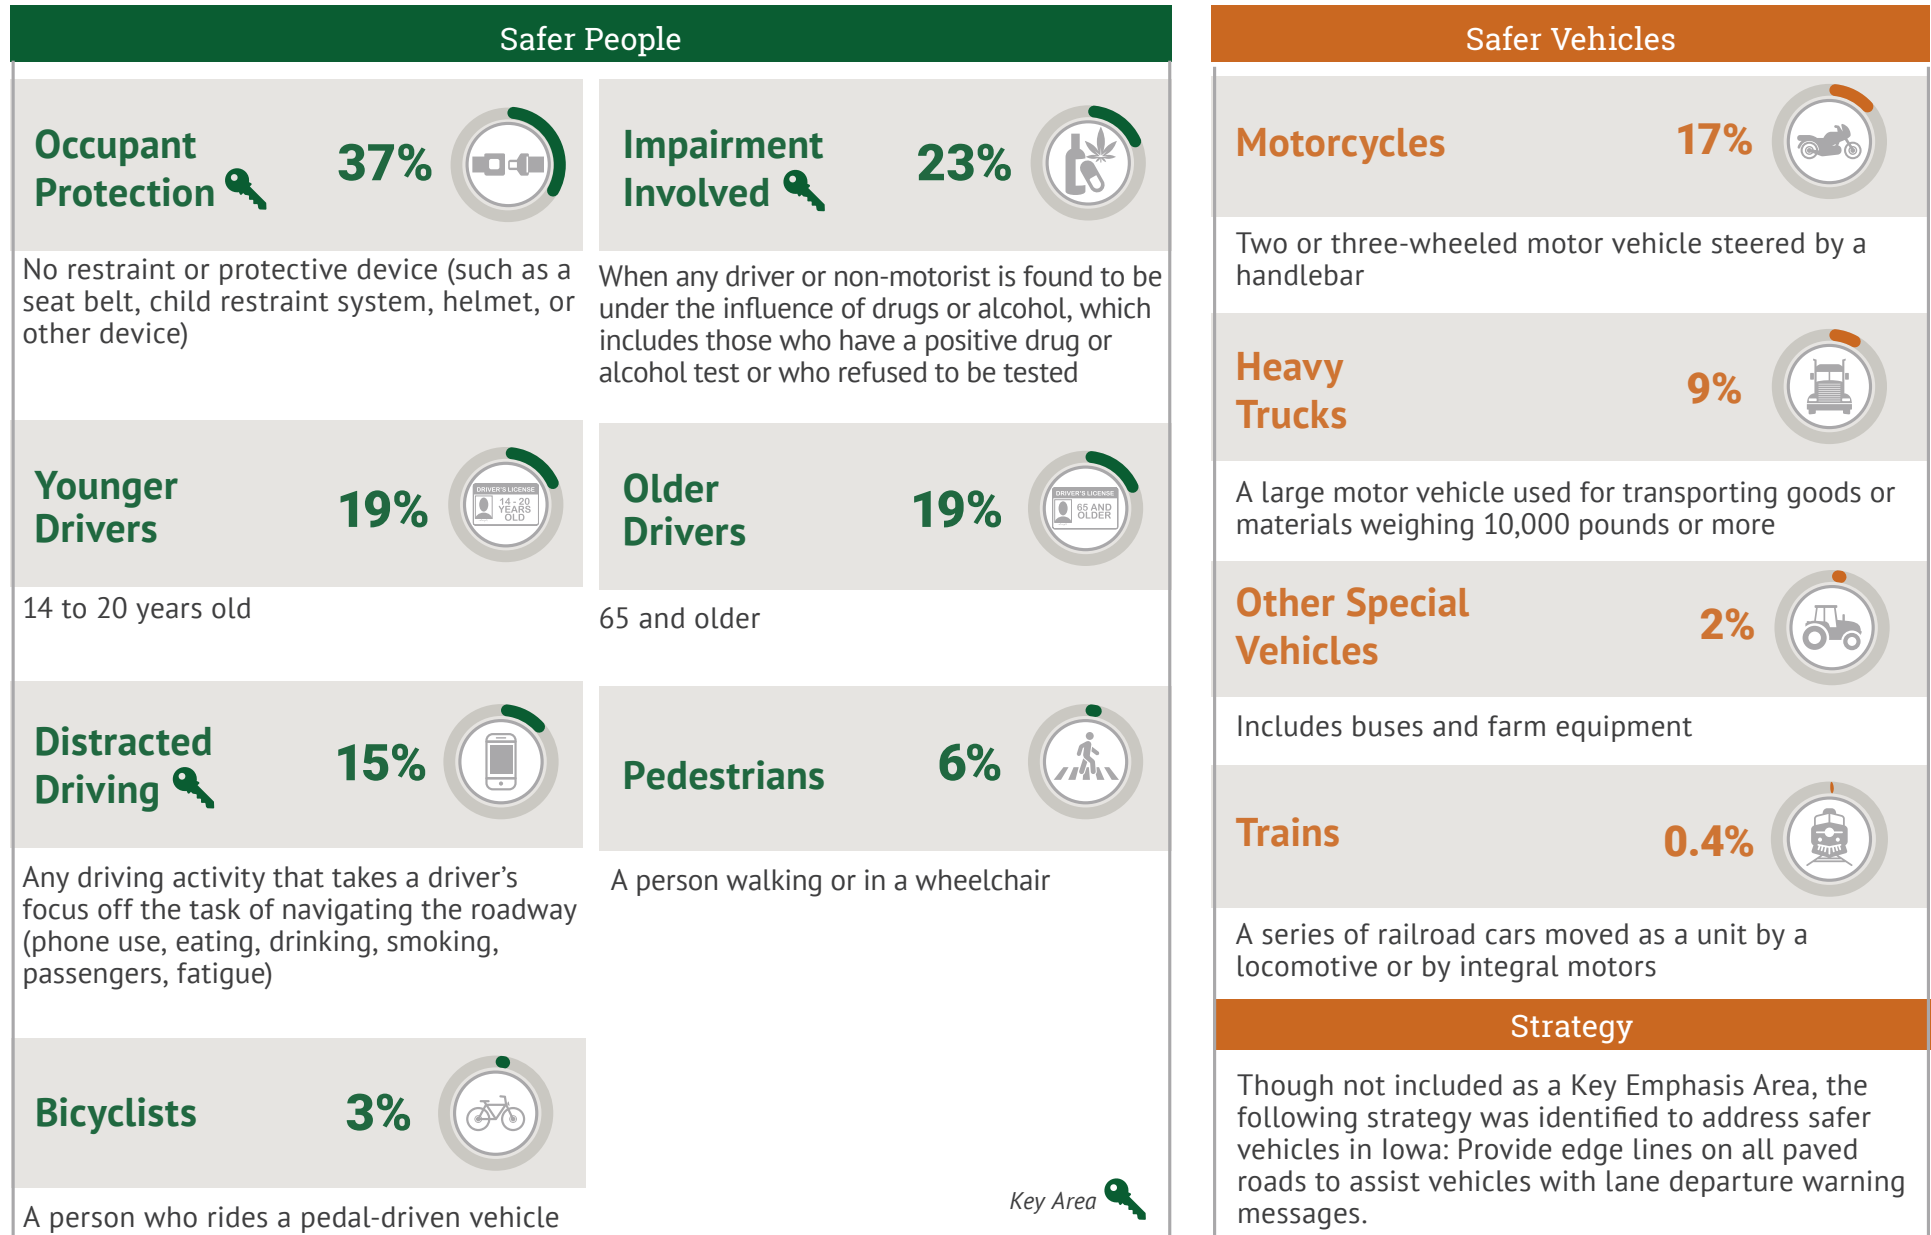 Safer People
Occupant
Protection
37%
No restraint or protective device (such as a
seat belt, child restraint system, helmet, or
other device)
Impairment
Involved
23%
When any driver or non-motorist is found to be
under the influence of drugs or alcohol, which
includes those who have a positive drug or
alcohol test or who refused to be tested
Younger
Drivers
19%
DRIVER'S LICENSE
14 - 20
YEARS
OLD
14 to 20 years old
Older
Drivers
19%
DRIVER'S LICENSE
65 AND
OLDER
65 and older
Distracted
Driving
15%
Any driving activity that takes a driver’s
focus off the task of navigating the roadway
(phone use, eating, drinking, smoking,
passengers, fatigue)
Pedestrians
6%
A person walking or in a wheelchair
Bicyclists
3%
A person who rides a pedal-driven vehicle
Key Area
Safer Vehicles
Motorcycles
17%
Two or three-wheeled motor vehicle steered by a
handlebar
Heavy
Trucks
9%
A large motor vehicle used for transporting goods or
materials weighing 10,000 pounds or more
Other Special
Vehicles
2%
Includes buses and farm equipment
Trains
0.4%
A series of railroad cars moved as a unit by a
locomotive or by integral motors
Strategy
Though not included as a Key Emphasis Area, the
following strategy was identified to address safer
vehicles in Iowa: Provide edge lines on all paved
roads to assist vehicles with lane departure warning
messages.